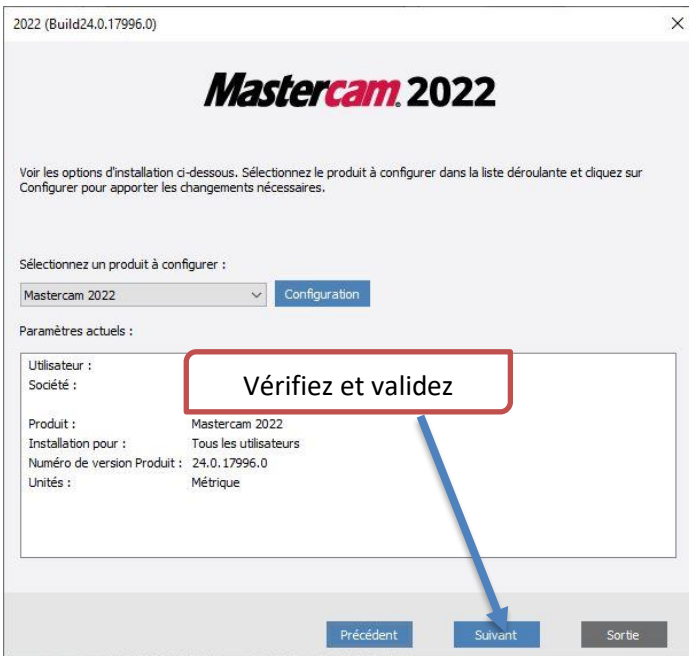 2022 (Build24.0.17996.0)
Mastercam. 2022
Voir les options d'installation ci-dessous. Sélectionnez le produit à configurer dans la liste déroulante et cliquez sur
Configurer pour apporter les changements nécessaires.
Sélectionnez un produit à configurer :
Mastercam 2022
Configuration
Paramètres actuels :
Utilisateur :
Société :
Vérifiez et validez
Produit : Mastercam 2022
Installation pour : Tous les utilisateurs
Numéro de version Produit : 24.0.17996.0
Unités : Métrique
Précédent Suivant Sortie